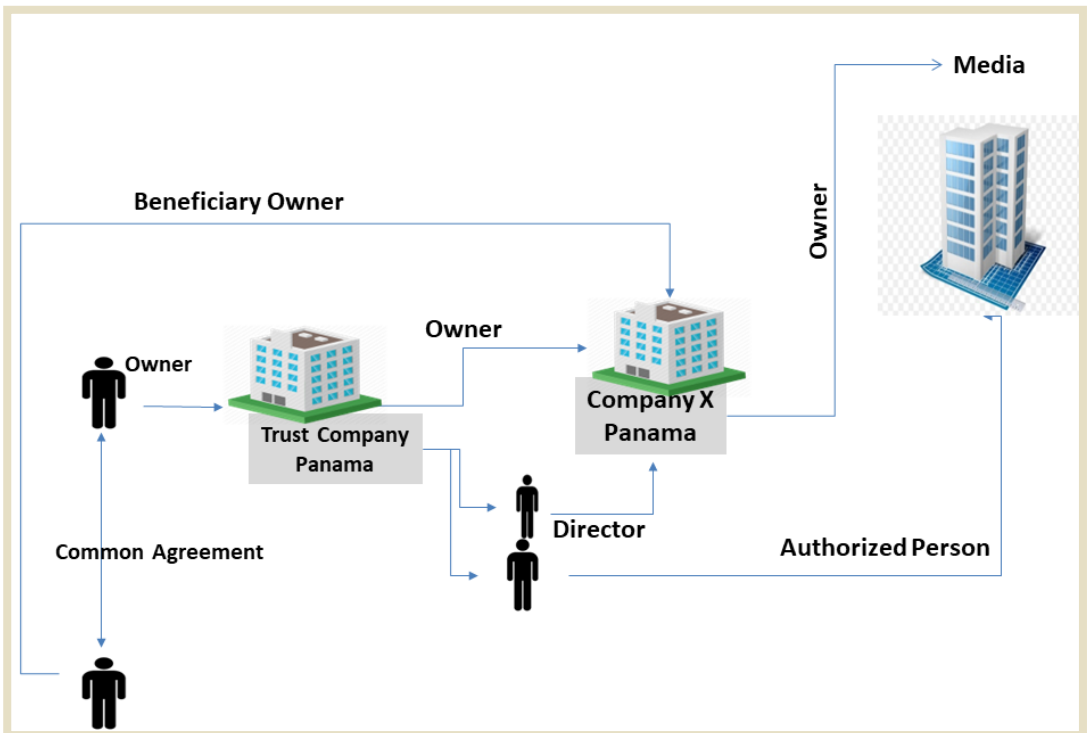 Media
Beneficiary Owner
Owner
Owner
Owner
Company X
Panama
Trust Company
Panama
Director
Common Agreement
Authorized Person